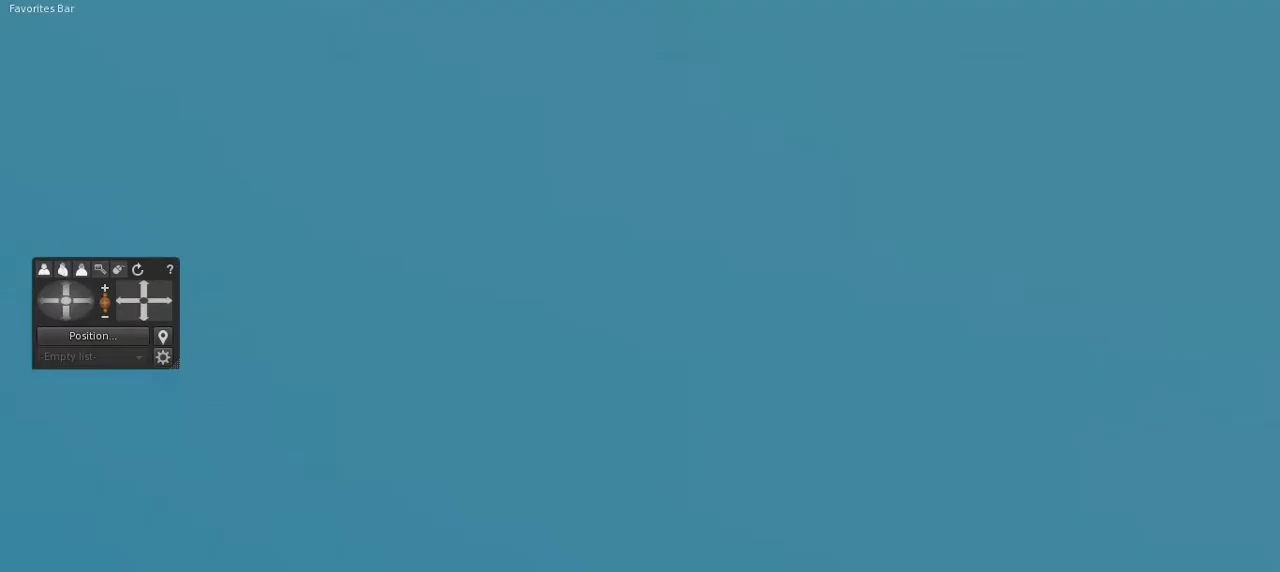 Favorites Bar
?
+
−
Position...
-Empty list-